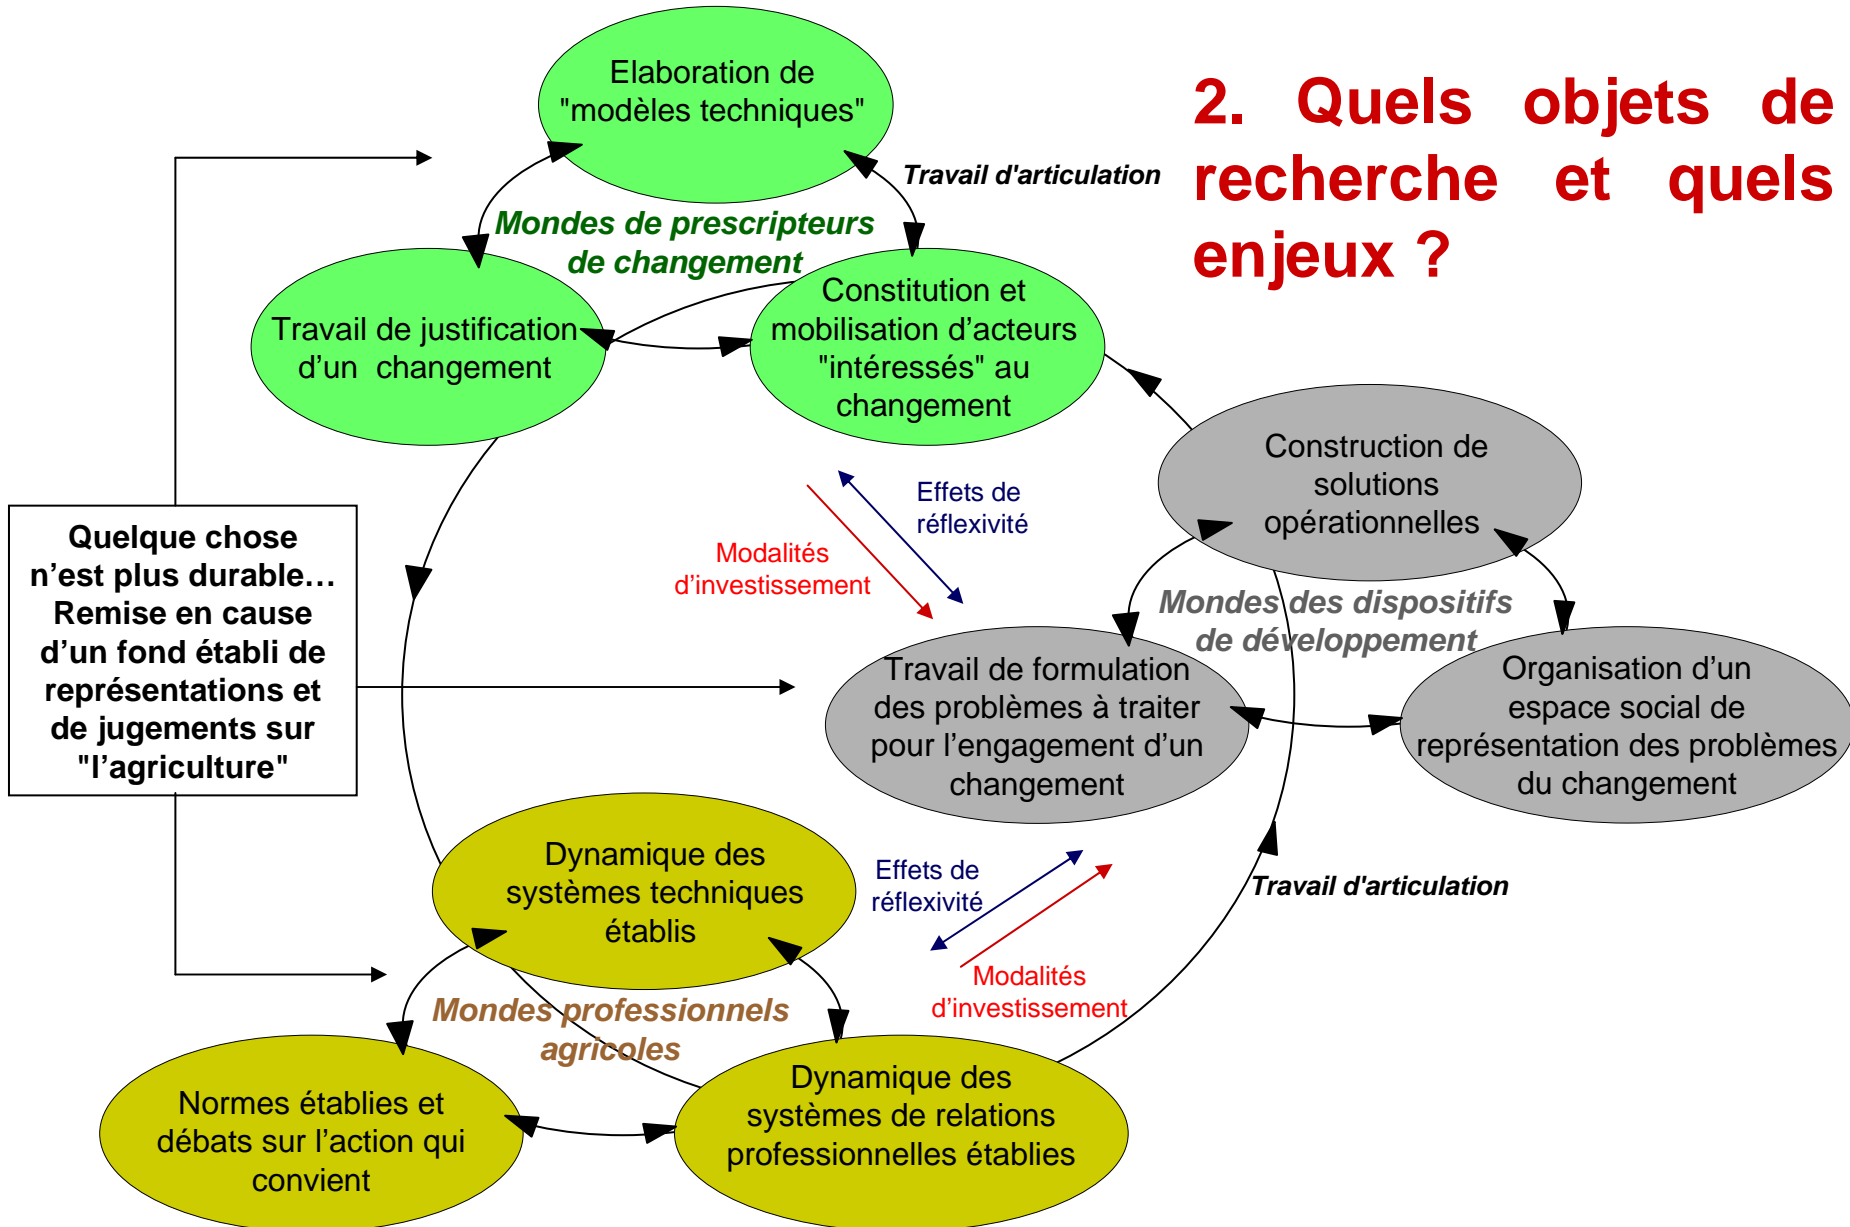 2. Quels objets de
recherche et quels
enjeux ?
Elaboration de
"modèles techniques"
Travail d'articulation
Mondes de prescripteurs
de changement
Travail de justification
d'un changement
Constitution et
mobilisation d'acteurs
"intéressés" au
changement
Construction de
solutions
opérationnelles
Effets de
réflexivité
Modalités
d'investissement
Quelque chose
n'est plus durable…
Remise en cause
d'un fond établi de
représentations et
de jugements sur
"l'agriculture"
Mondes des dispositifs
de développement
Travail de formulation
des problèmes à traiter
pour l'engagement d'un
changement
Organisation d'un
espace social de
représentation des problèmes
du changement
Dynamique des
systèmes techniques
établis
Effets de
réflexivité
Travail d'articulation
Modalités
d'investissement
Mondes professionnels
agricoles
Normes établies et
débats sur l'action qui
convient
Dynamique des
systèmes de relations
professionnelles établies